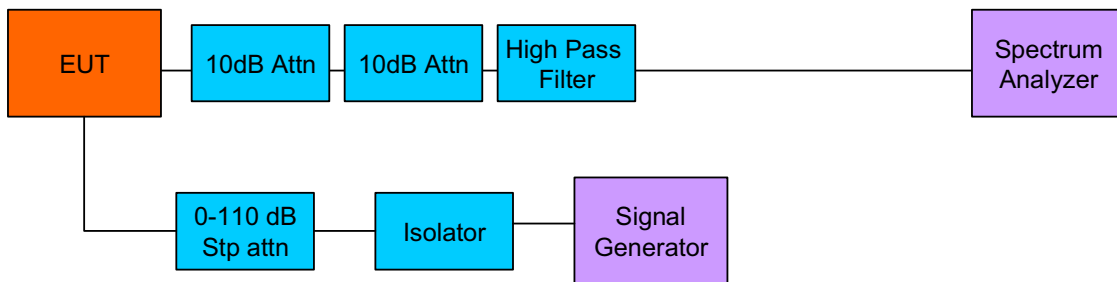 EUT
10dB Attn
10dB Attn
High Pass
Filter
Spectrum
Analyzer
0-110 dB
Stp attn
Isolator
Signal
Generator